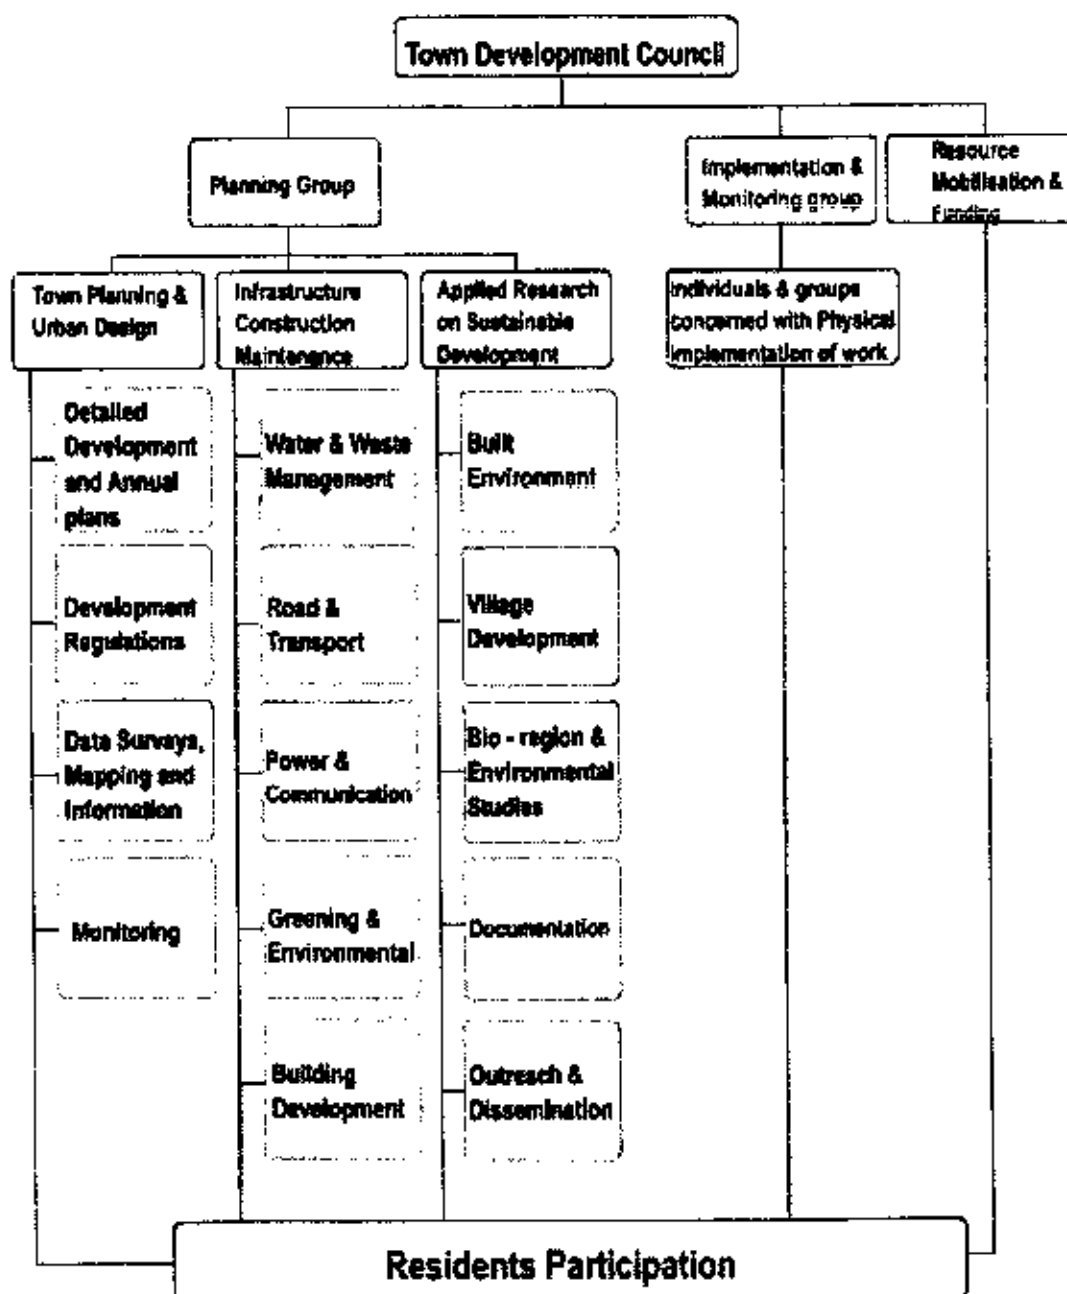 Town Development Council
Planning Group
Implementation &
Monitoring group
Resource
Mobilisation &
Funding
Town Planning &
Urban Design
Infrastructure
Construction
Maintenence
Applied Research
on Sustainable
Development
Individuals & groups
concerned with Physical
implementation of work
Detailed
Development
and Annual
plans
Development
Regulations
Data Surveys,
Mapping and
Information
Monitoring
Water & Waste
Management
Road &
Transport
Power &
Communication
Greening &
Environmental
Building
Development
Built
Environment
Village
Development
Bio - region &
Environmental
Studies
Documentation
Outreach &
Dissemination
Residents Participation